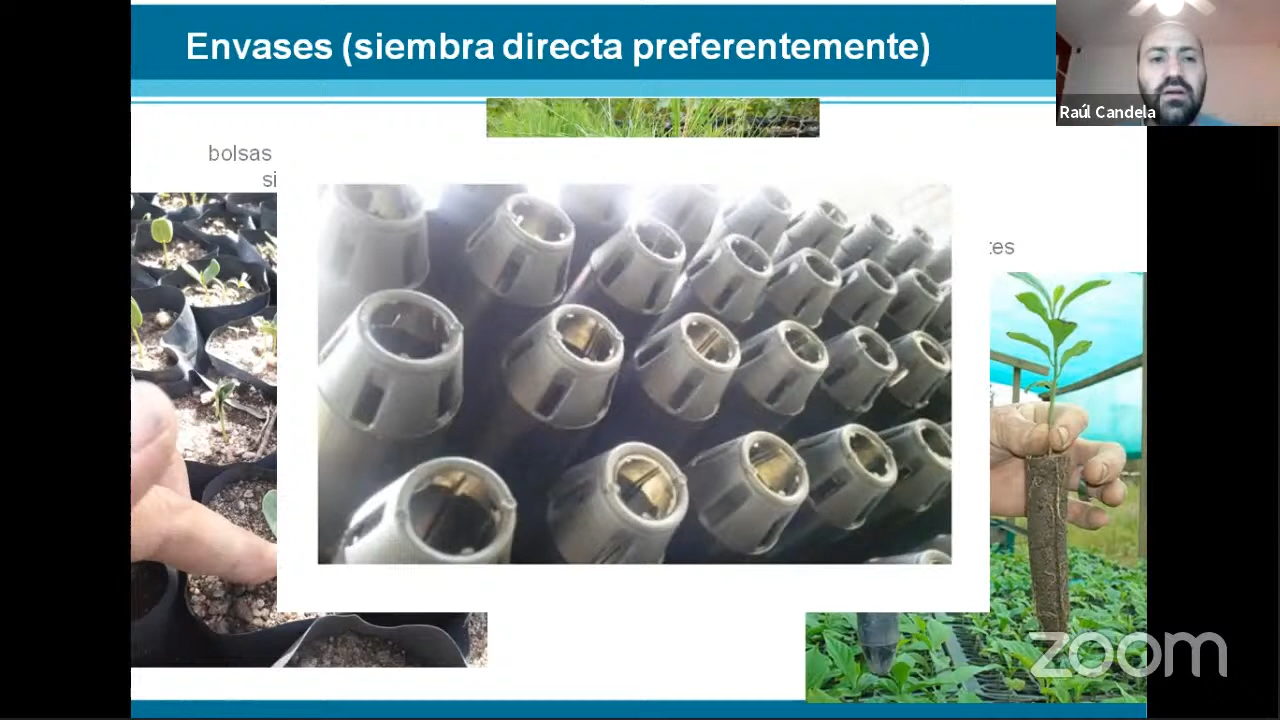 Envases (siembra directa preferentemente)
Raúl Candela
bolsas
si
tes
zoom